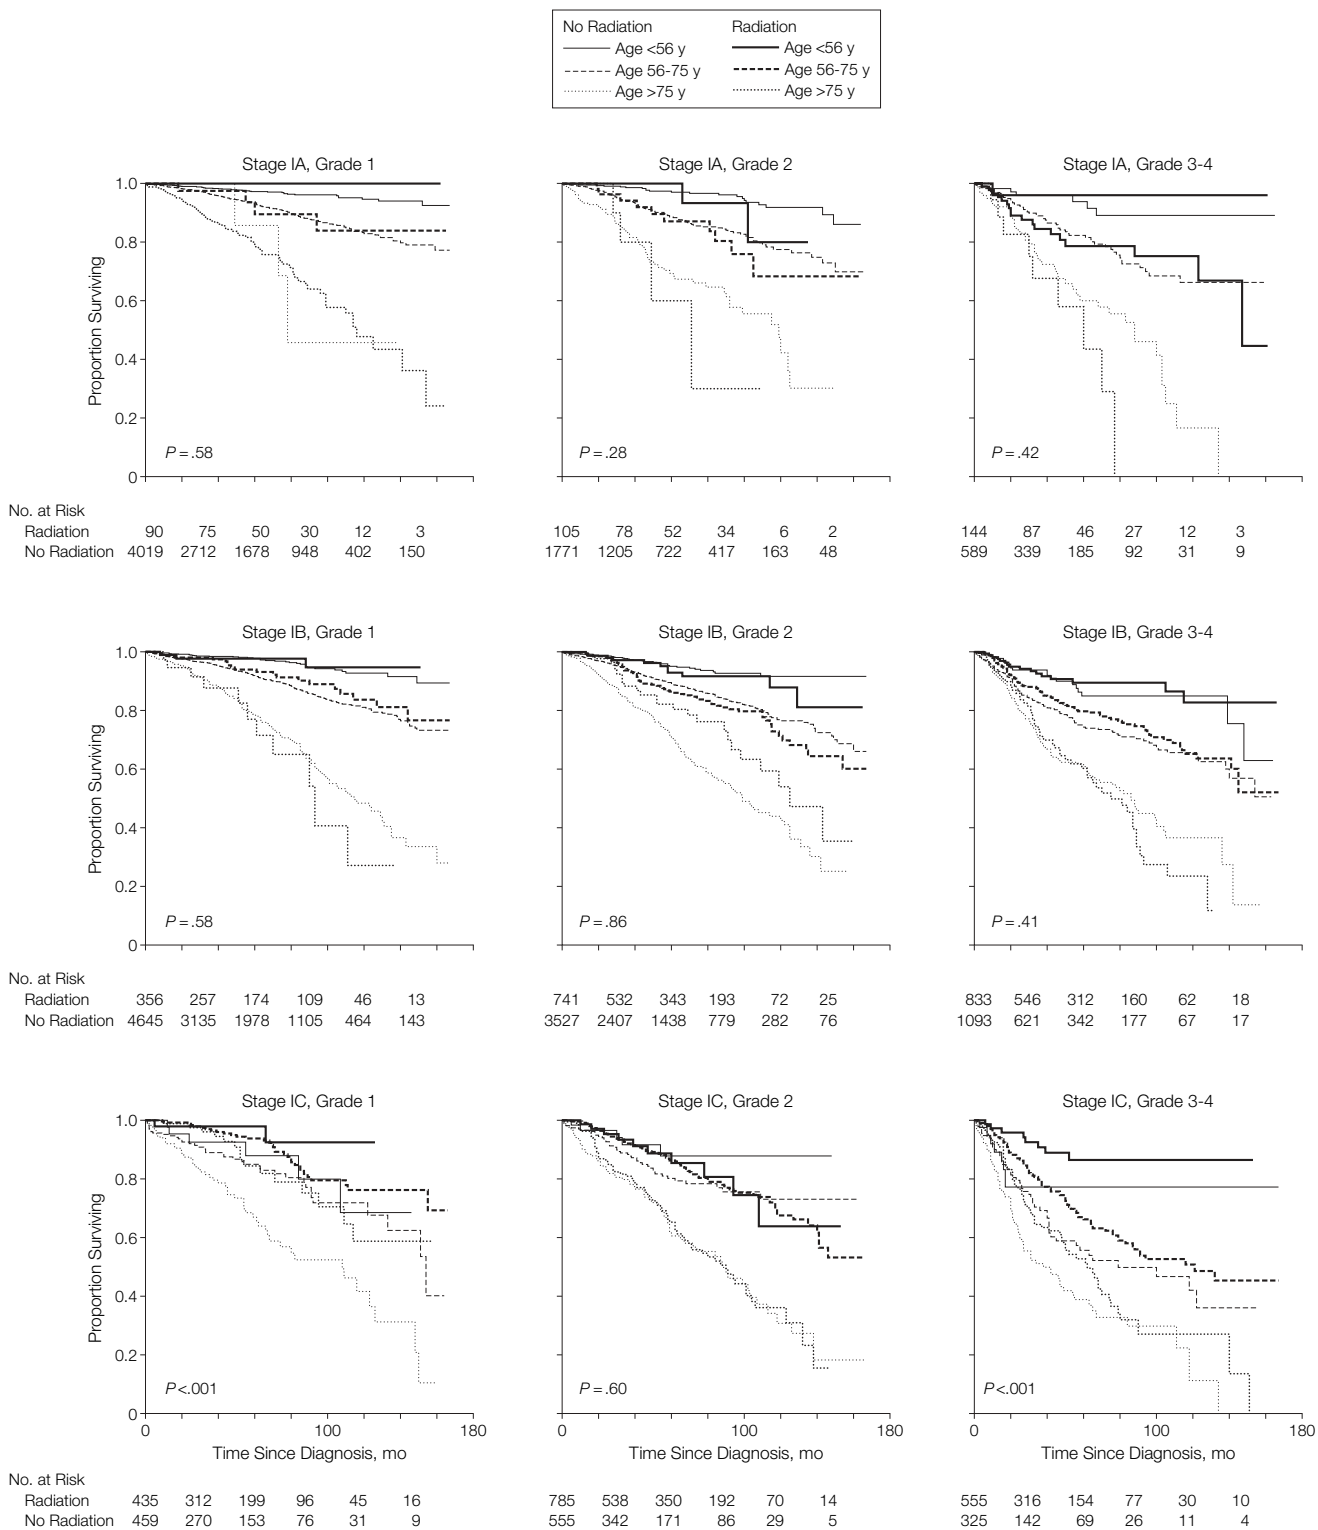 No Radiation Radiation
Age <56 y Age <56 y
Age 56-75 y Age 56-75 y
Age >75 y Age >75 y
Stage IA, Grade 1 Stage IA, Grade 2 Stage IA, Grade 3-4
Proportion Surviving
1.0
0.8
0.6
0.4
0.2
0
P = .58 P = .28 P = .42
No. at Risk
Radiation 90 75 50 30 12 3 105 78 52 34 6 2 144 87 46 27 12 3
No Radiation 4019 2712 1678 948 402 150 1771 1205 722 417 163 48 589 339 185 92 31 9
Stage IB, Grade 1 Stage IB, Grade 2 Stage IB, Grade 3-4
Proportion Surviving
1.0
0.8
0.6
0.4
0.2
0
P = .58 P = .86 P = .41
No. at Risk
Radiation 356 257 174 109 46 13 741 532 343 193 72 25 833 546 312 160 62 18
No Radiation 4645 3135 1978 1105 464 143 3527 2407 1438 779 282 76 1093 621 342 177 67 17
Stage IC, Grade 1 Stage IC, Grade 2 Stage IC, Grade 3-4
Proportion Surviving
1.0
0.8
0.6
0.4
0.2
0
P <.001 P = .60 P <.001
0 100 180 0 100 180 0 100 180
Time Since Diagnosis, mo Time Since Diagnosis, mo Time Since Diagnosis, mo
No. at Risk
Radiation 435 312 199 96 45 16 785 538 350 192 70 14 555 316 154 77 30 10
No Radiation 459 270 153 76 31 9 555 342 171 86 29 5 325 142 69 26 11 4